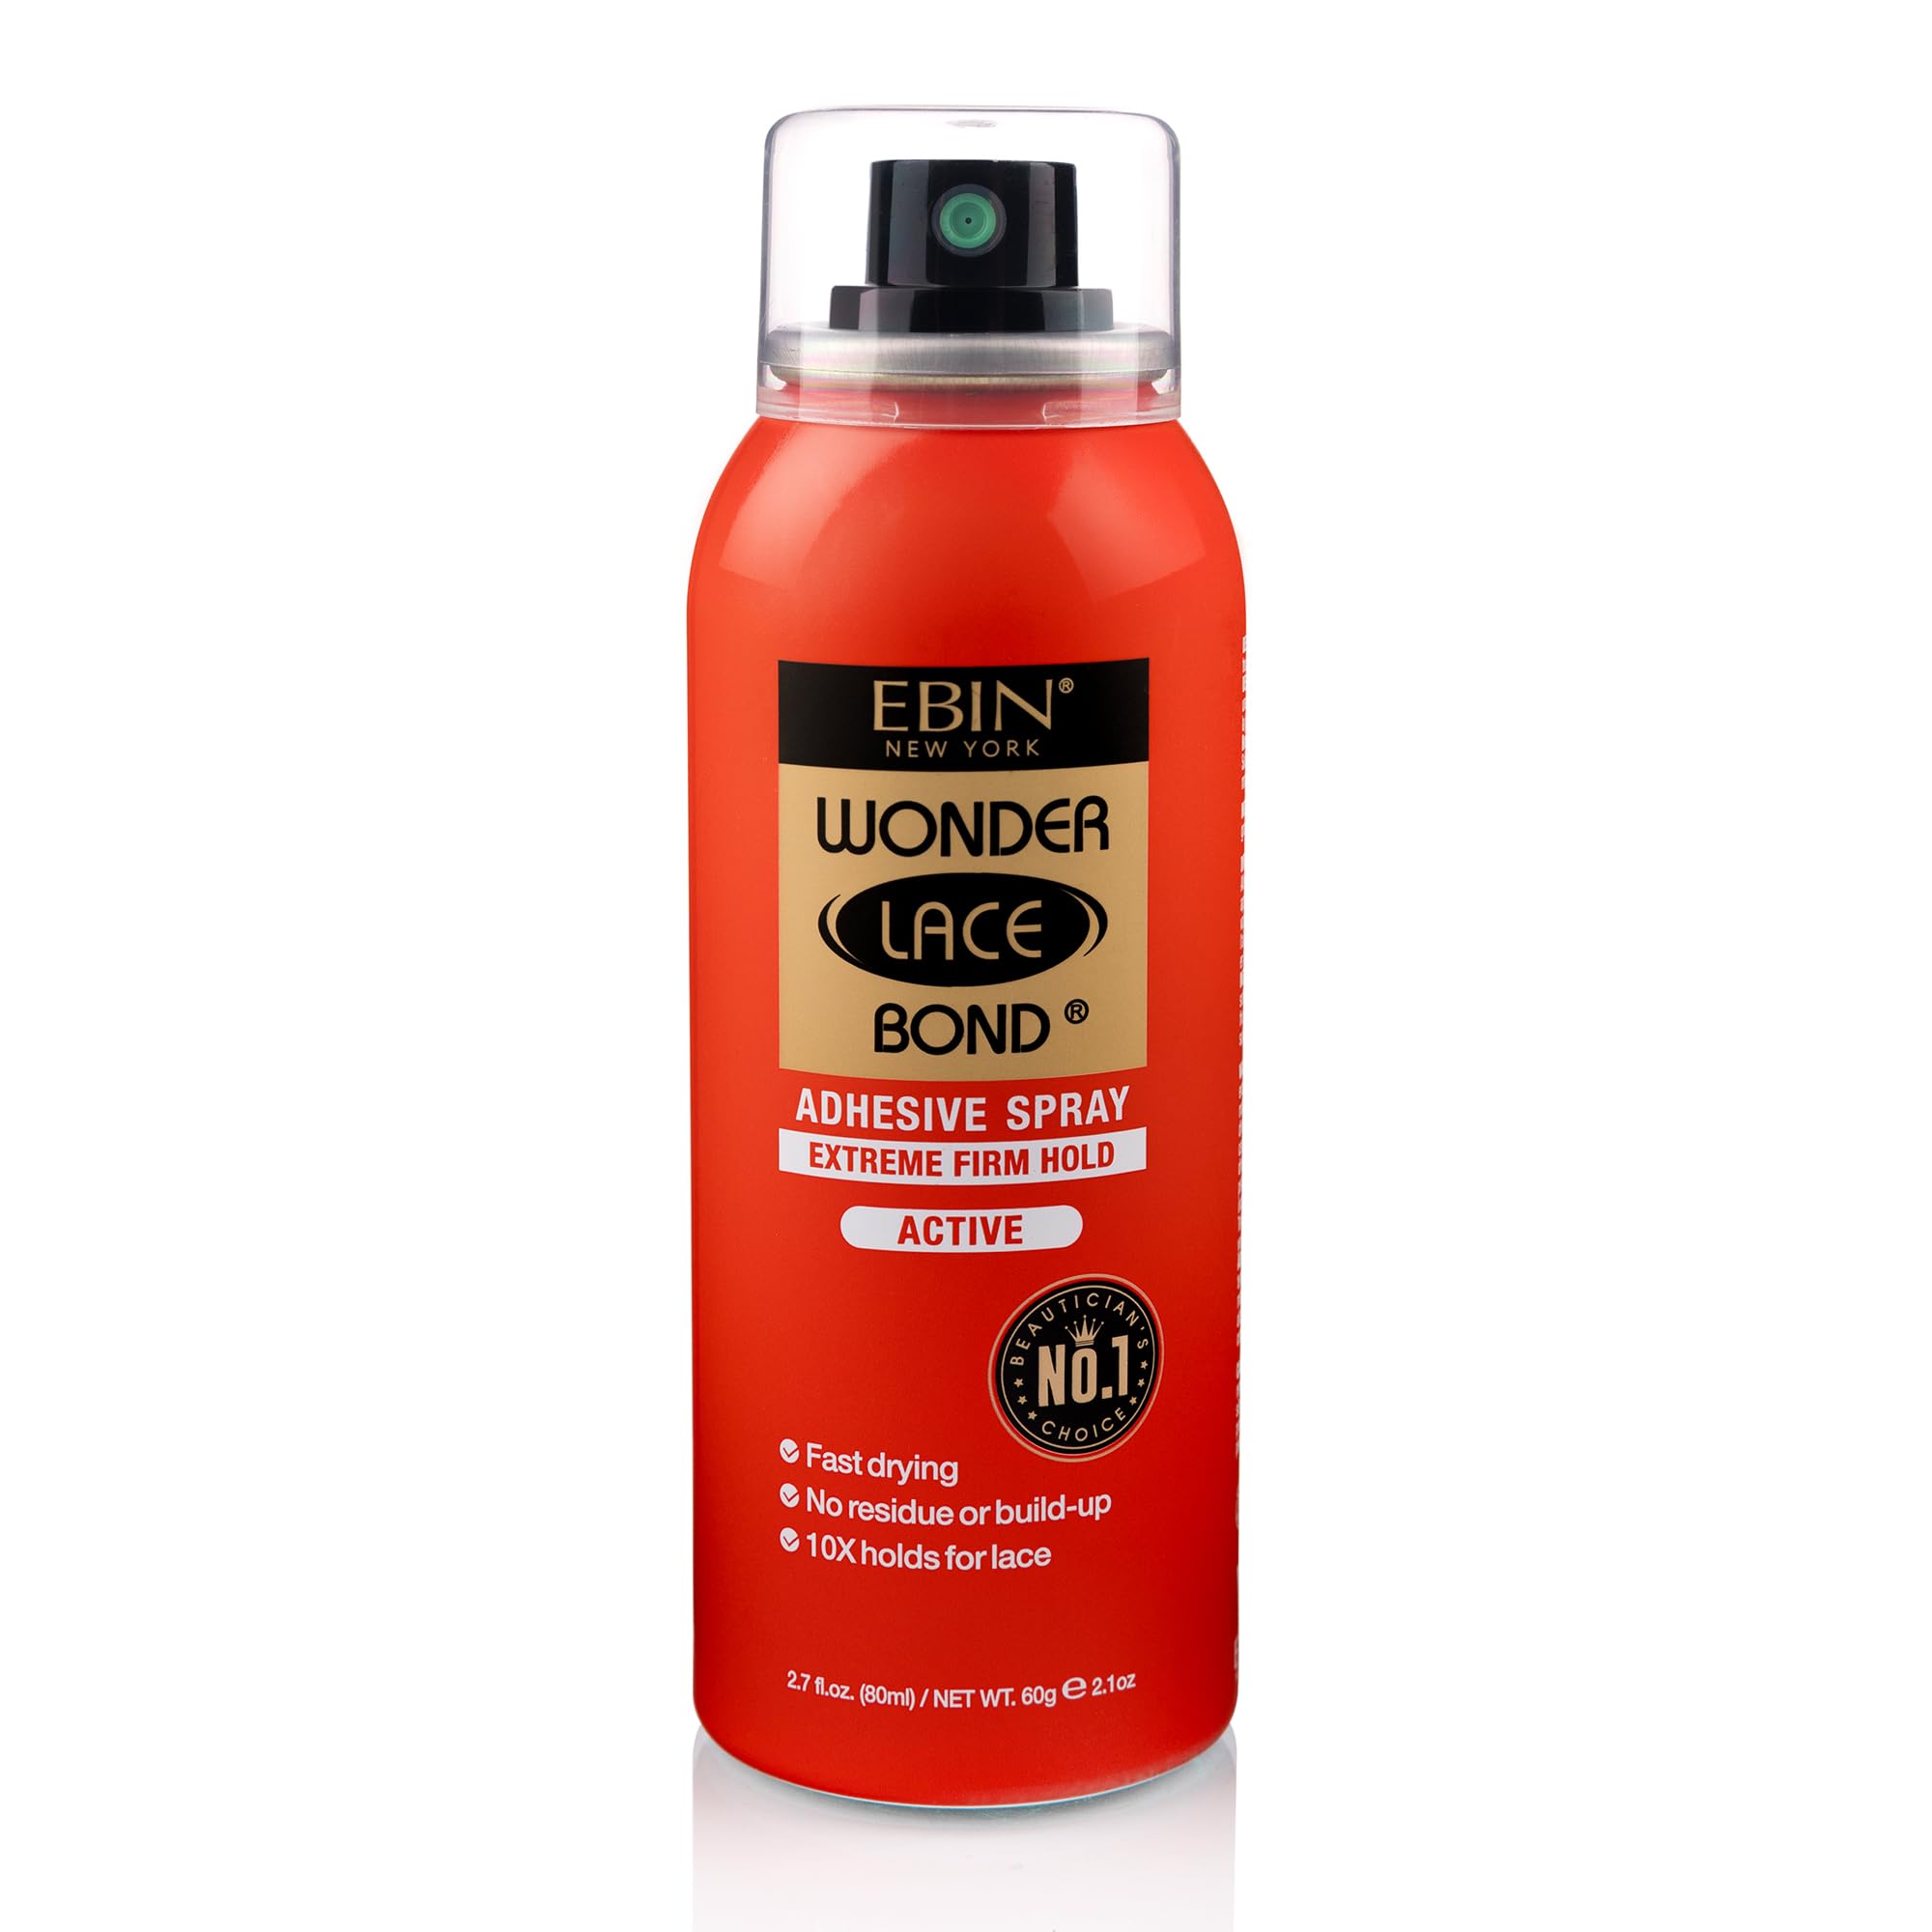 EBIN®
NEW YORK
WONDER
LACE
BOND®
ADHESIVE SPRAY
EXTREME FIRM HOLD
ACTIVE
BEAUTICIAN'S
NO.1
CHOICE
Fast drying
No residue or build-up
10X holds for lace
2.7 fl.oz. (80ml) / NET WT. 60g ℮ 2.1oz